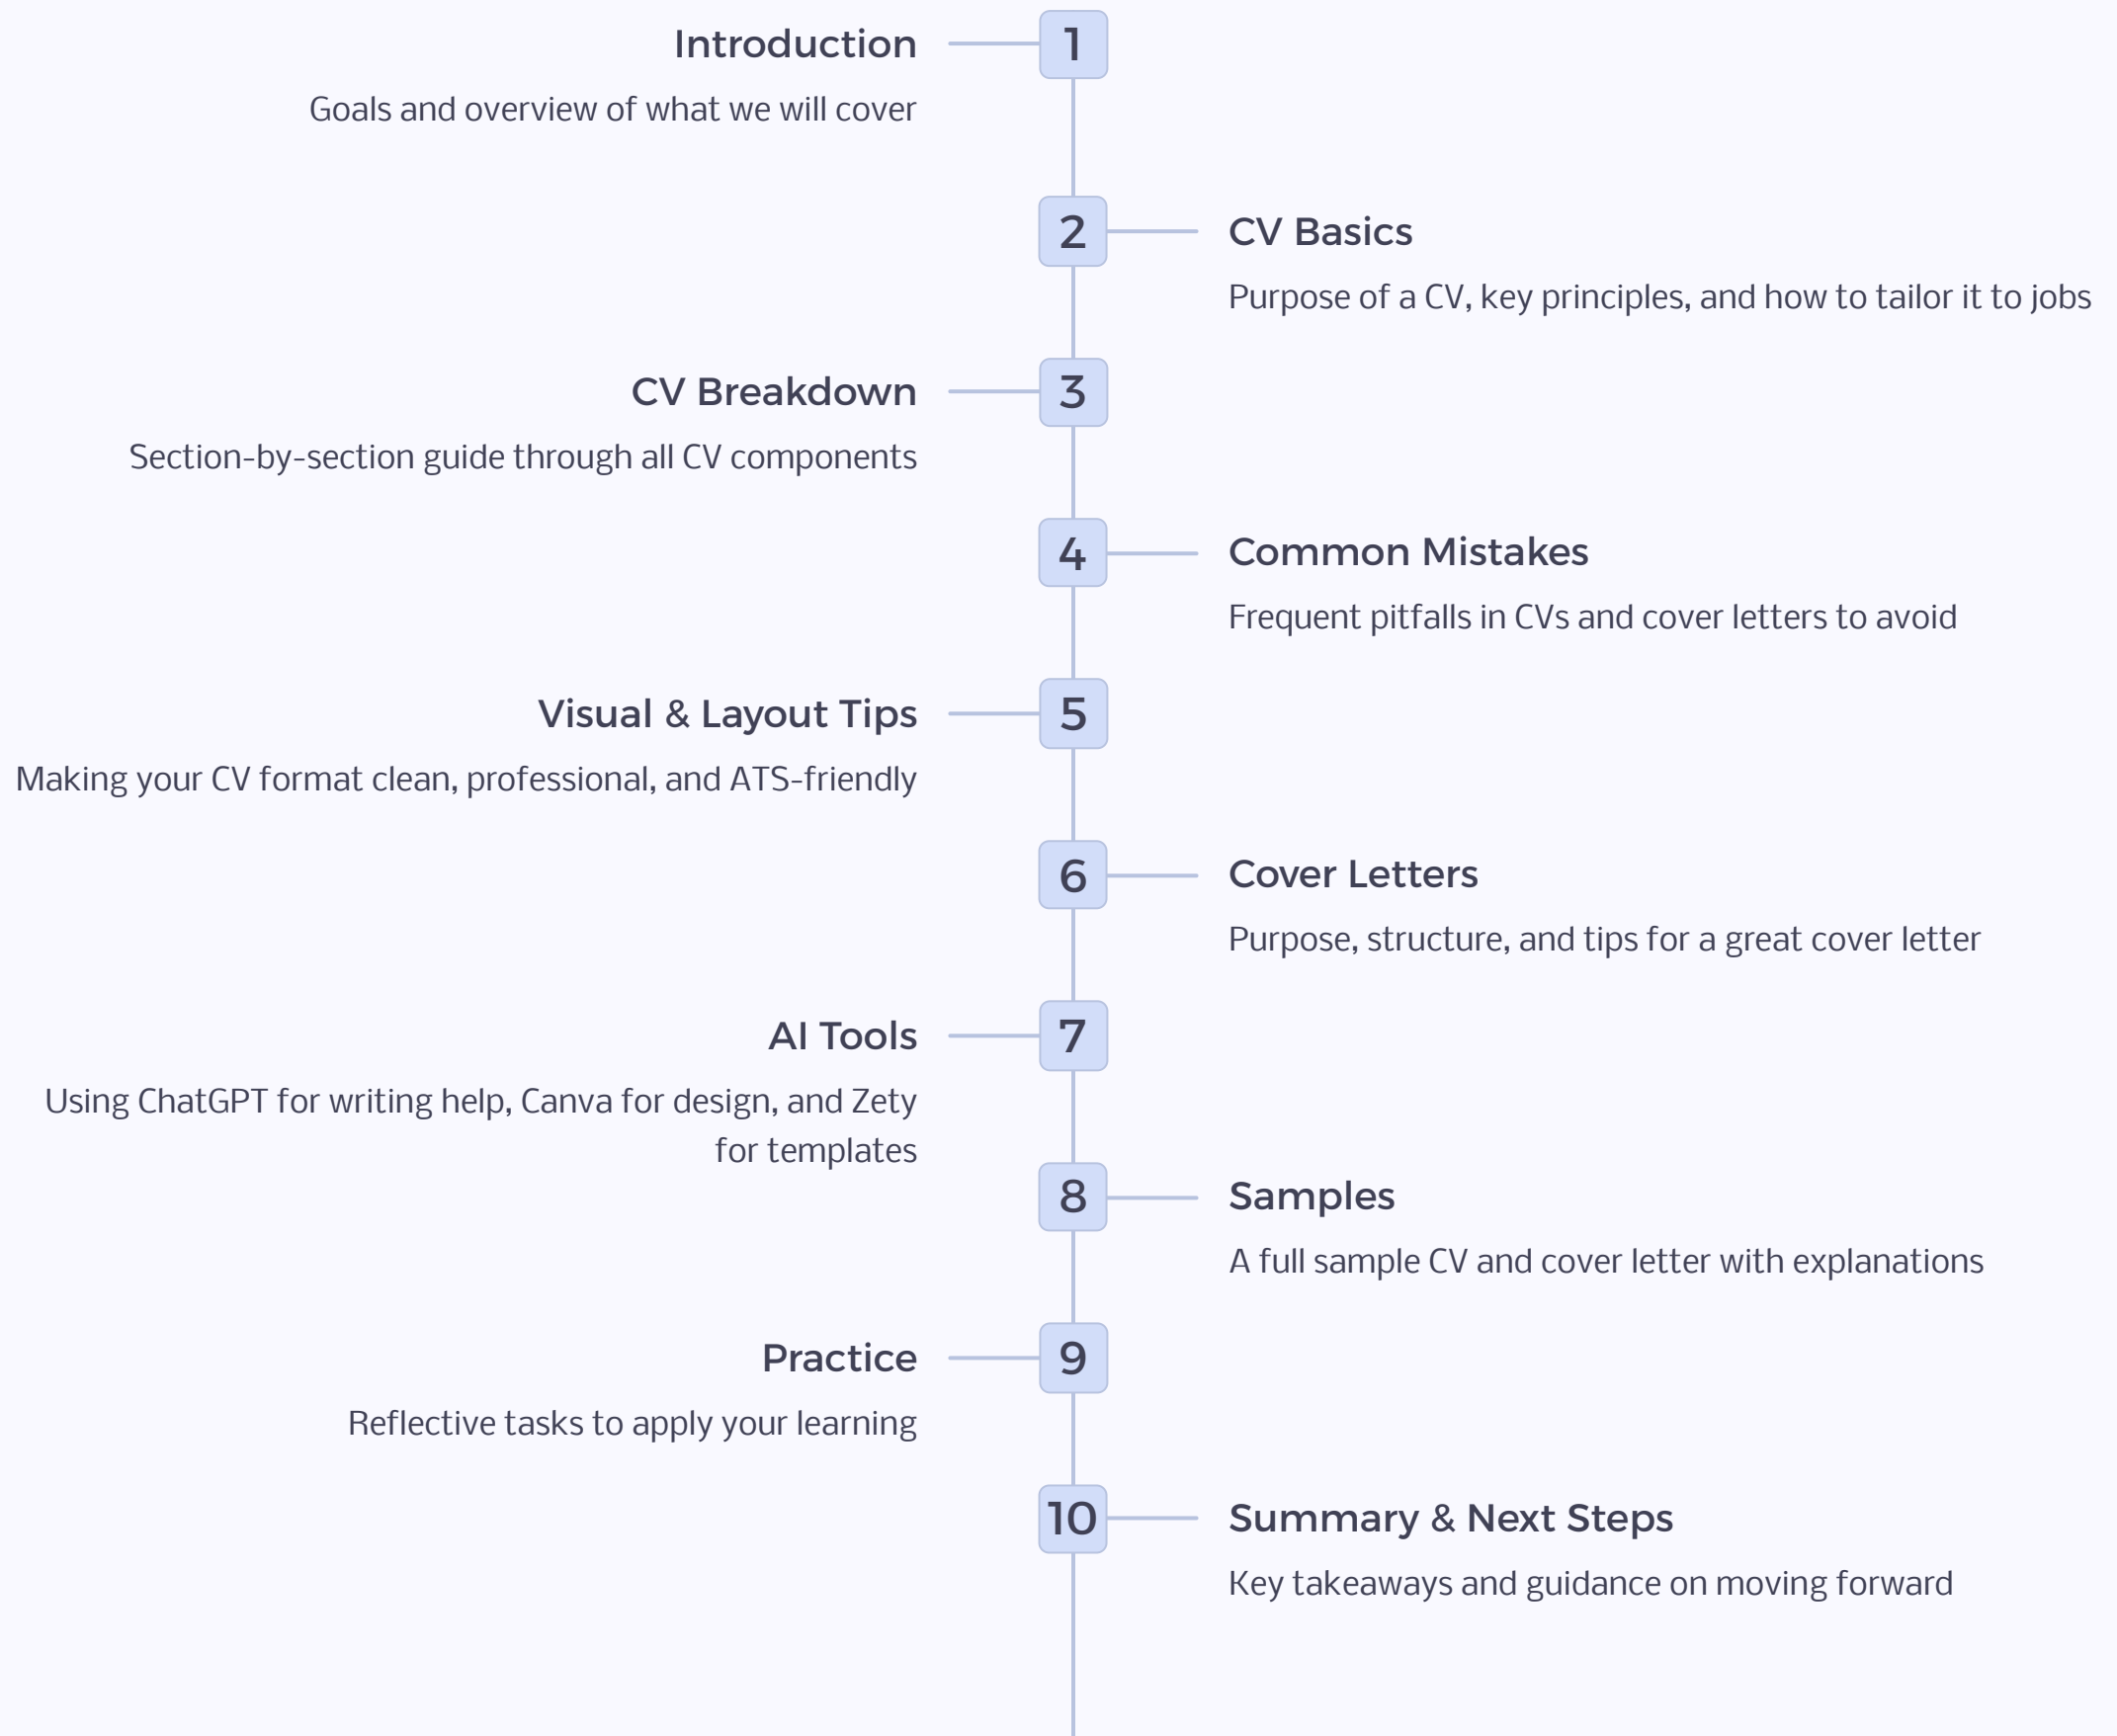 Introduction
1
Goals and overview of what we will cover
2
CV Basics
Purpose of a CV, key principles, and how to tailor it to jobs
CV Breakdown
3
Section-by-section guide through all CV components
4
Common Mistakes
Frequent pitfalls in CVs and cover letters to avoid
Visual & Layout Tips
5
Making your CV format clean, professional, and ATS-friendly
6
Cover Letters
Purpose, structure, and tips for a great cover letter
AI Tools
7
Using ChatGPT for writing help, Canva for design, and Zety
for templates
8
Samples
A full sample CV and cover letter with explanations
Practice
9
Reflective tasks to apply your learning
10
Summary & Next Steps
Key takeaways and guidance on moving forward